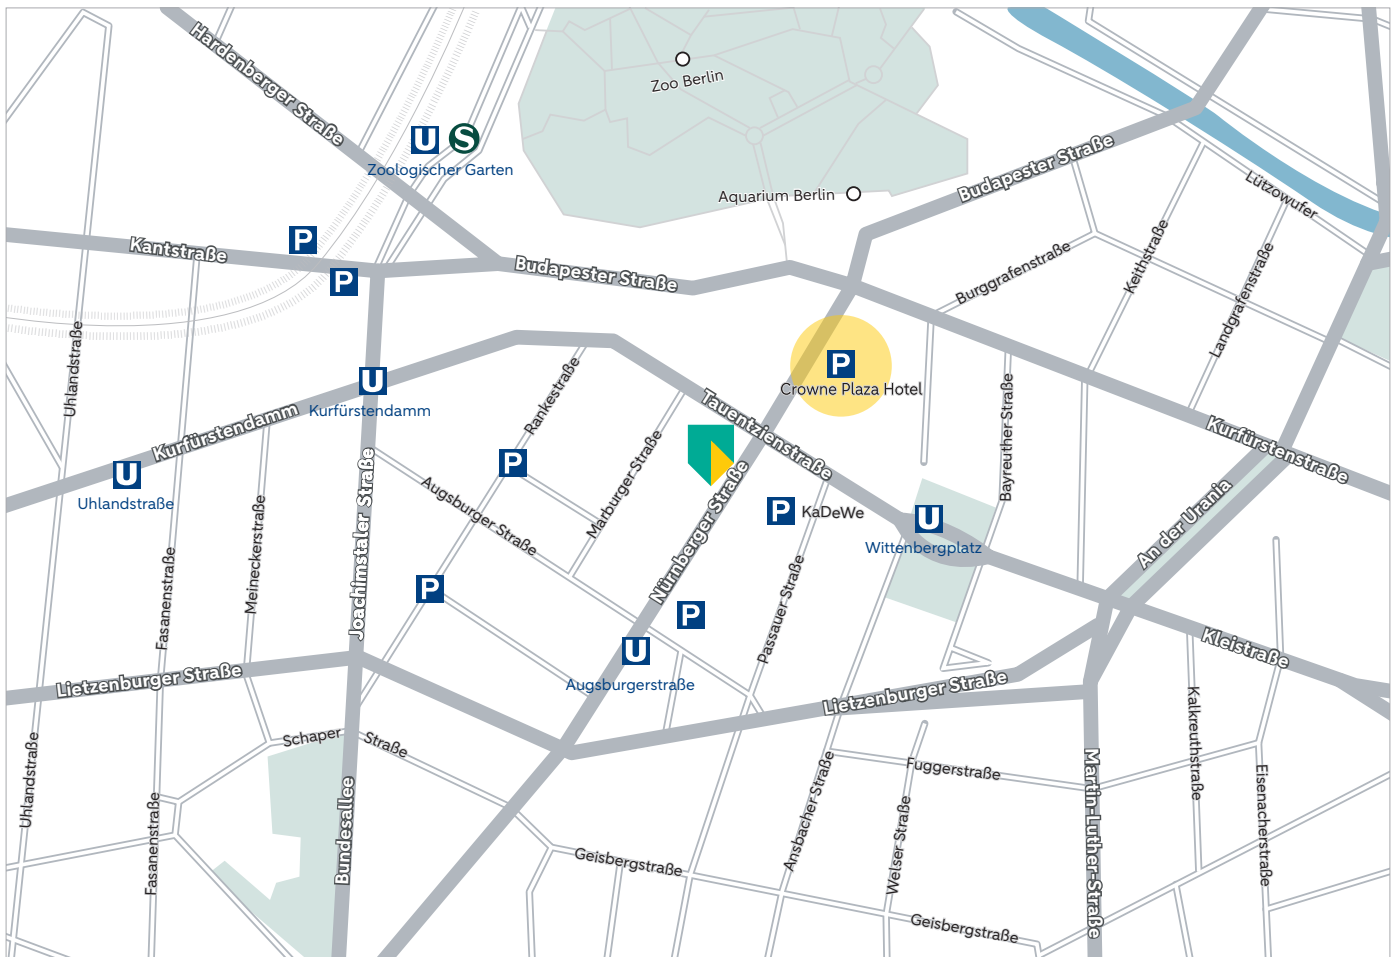 Hardenberger Straße
Zoo Berlin
U S
Zoologischer Garten
Budapester Straße
Lützowufer
Aquarium Berlin
Kantstraße
P
P
Budapester Straße
Burggrafenstraße
Keithstraße
Landgrafenstraße
Uhlandstraße
U
Kurfürstendamm
Kurfürstendamm
Rankestraße
P
Crowne Plaza Hotel
Tauentzienstraße
Bayreuther Straße
Kurfürstenstraße
U
Uhlandstraße
P
Marburger Straße
Augsburger Straße
Joachimstaler Straße
Meineckerstraße
Fasanenstraße
Nürnberger Straße
P KaDeWe
U
Wittenbergplatz
An der Urania
P
P
Passauer Straße
U
Augsburgerstraße
Kleistraße
Lietzenburger Straße
Lietzenburger Straße
Schaper Straße
Uhlandstraße
Fasanenstraße
Bundesallee
Fuggerstraße
Ansbacher Straße
Welser Straße
Martin-Luther-Straße
Kalkreuthstraße
Eisenacherstraße
Geisbergstraße
Geisbergstraße